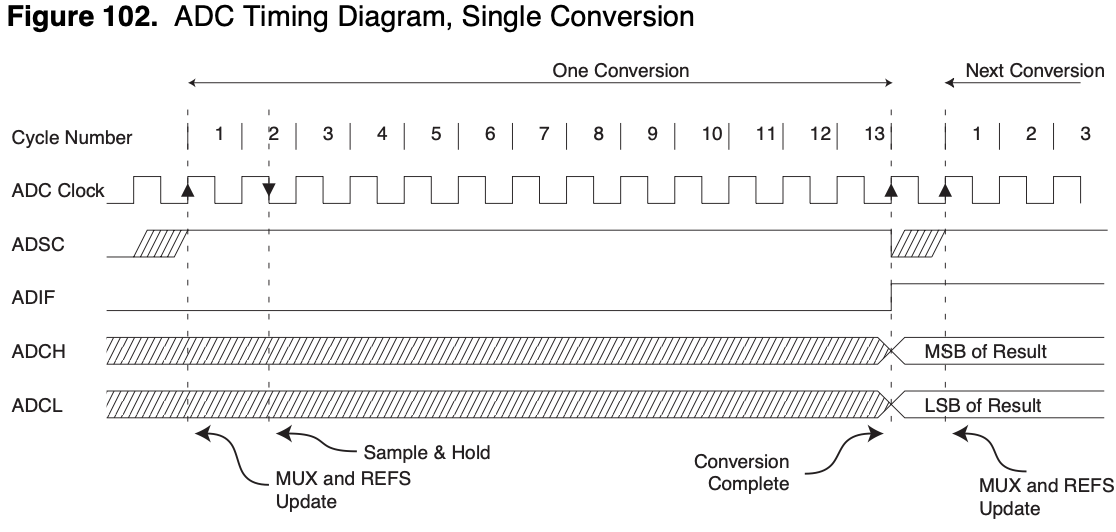 Figure 102. ADC Timing Diagram, Single Conversion
One Conversion
Next Conversion
Cycle Number 1 2 3 4 5 6 7 8 9 10 11 12 13 1 2 3
ADC Clock
ADSC
ADIF
ADCH
MSB of Result
ADCL
LSB of Result
Sample & Hold
MUX and REFS
Update
Conversion
Complete
MUX and REFS
Update